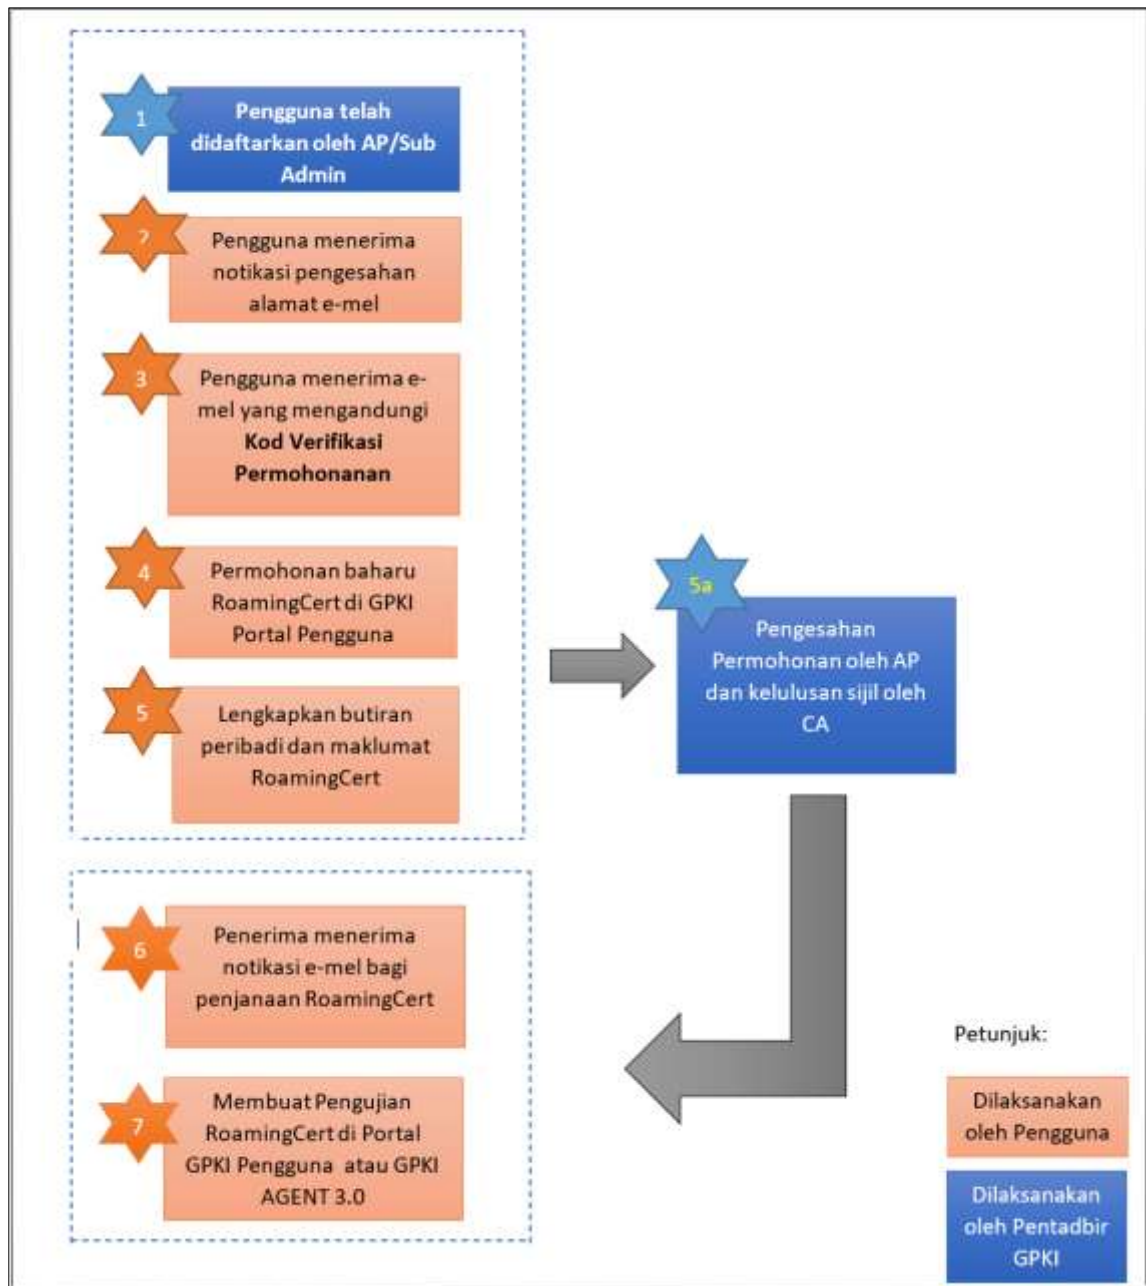 1
Pengguna telah
didaftarkan oleh AP/Sub
Admin
2
Pengguna menerima
notikasi pengesahan
alamat e-mel
3
Pengguna menerima e-
mel yang mengandungi
Kod Verifikasi
Permohonanan
4
Permohonan baharu
RoamingCert di GPKI
Portal Pengguna
5
Lengkapkan butiran
peribadi dan maklumat
RoamingCert
5a
Pengesahan
Permohonan oleh AP
dan kelulusan sijil oleh
CA
6
Penerima menerima
notikasi e-mel bagi
penjanaan RoamingCert
7
Membuat Pengujian
RoamingCert di Portal
GPKI Pengguna atau GPKI
AGENT 3.0
Petunjuk:
Dilaksanakan
oleh Pengguna
Dilaksanakan
oleh Pentadbir
GPKI